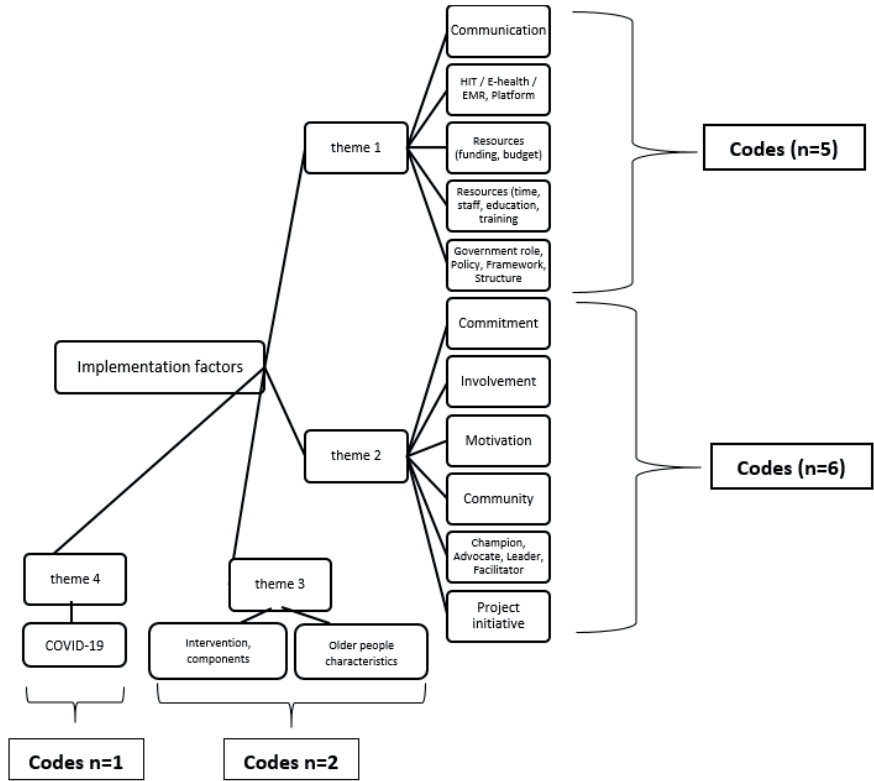 Communication
HIT / E-health /
EMR, Platform
theme 1
Resources
(funding, budget)
Codes (n=5)
Resources (time,
staff, education,
training
Government role,
Policy, Framework,
Structure
Implementation factors
Commitment
Involvement
theme 2
Motivation
Codes (n=6)
Community
Champion,
Advocate, Leader,
Facilitator
Project
initiative
theme 4
theme 3
COVID-19
Intervention,
components
Older people
characteristics
Codes n=1
Codes n=2